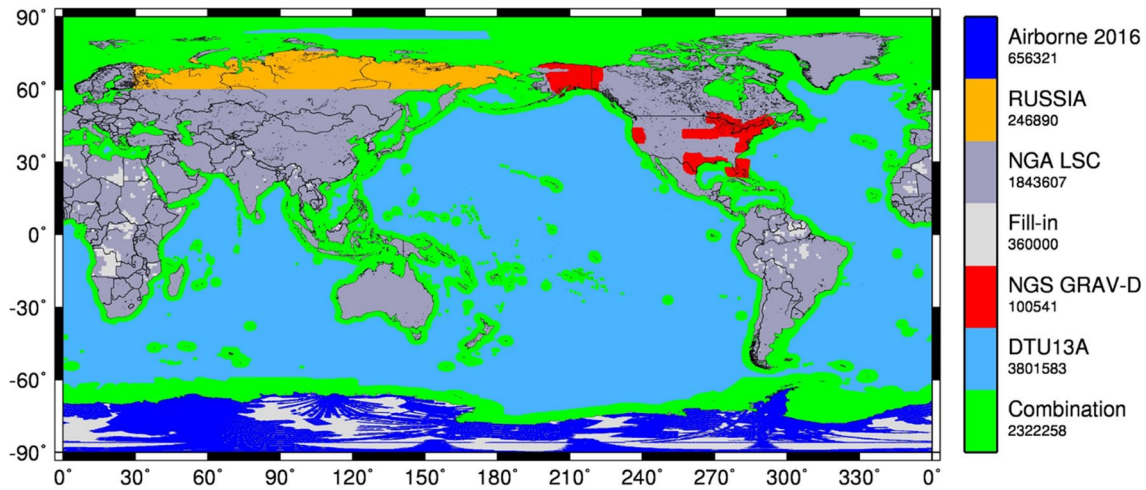 90˚
60˚
30˚
0˚
-30˚
-60˚
-90˚
0˚ 30˚ 60˚ 90˚ 120˚ 150˚ 180˚ 210˚ 240˚ 270˚ 300˚ 330˚ 0˚
Airborne 2016
656321
RUSSIA
246890
NGA LSC
1843607
Fill-in
360000
NGS GRAV-D
100541
DTU13A
3801583
Combination
2322258